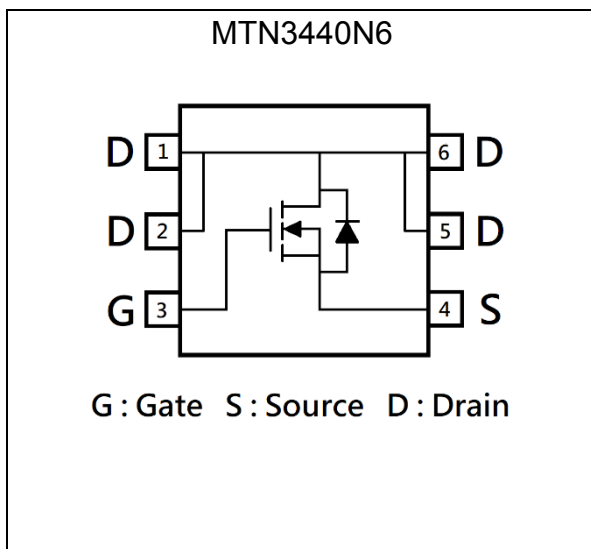 MTN3440N6
D 1 6 D
D 2 5 D
G 3 4 S
G : Gate S : Source D : Drain